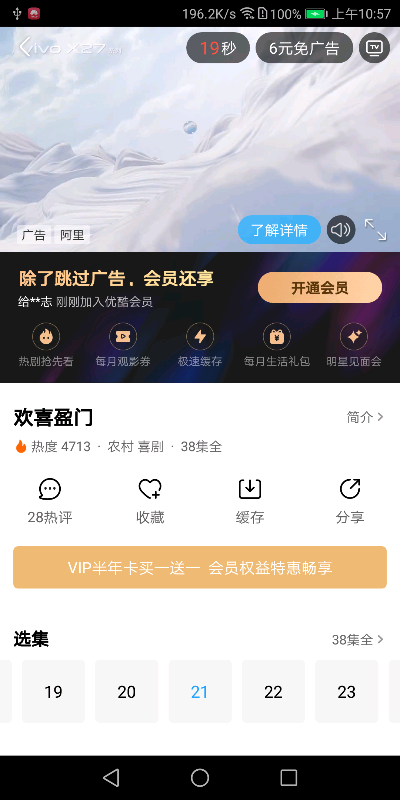 196.2K/s 100% 上午10:57
vivo X27
19秒
6元免广告
TV
广告 阿里
了解详情
除了跳过广告，会员还享
给**志 刚刚加入优酷会员
开通会员
热剧抢先看 每月观影券 极速缓存 每月生活礼包 明星见面会
欢喜盈门
简介
热度 4713 · 农村 喜剧 · 38集全
28热评 收藏 缓存 分享
VIP半年卡买一送一 会员权益特惠畅享
选集
38集全
19 20 21 22 23